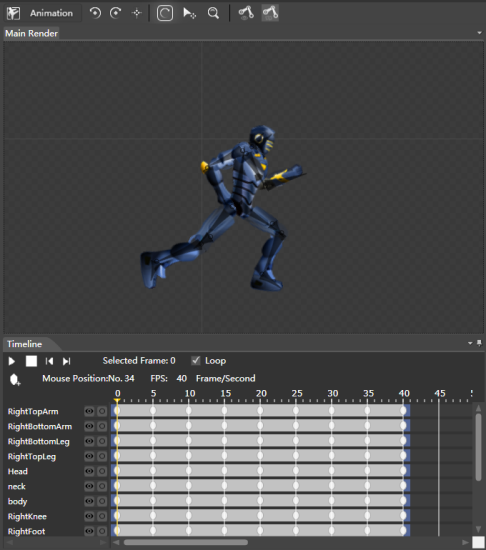 Animation
Main Render
Timeline
Selected Frame: 0 Loop
Mouse Position:No. 34 FPS: 40 Frame/Second
0 5 10 15 20 25 30 35 40 45
RightTopArm
RightBottomArm
RightBottomLeg
RightTopLeg
Head
neck
body
RightKnee
RightFoot